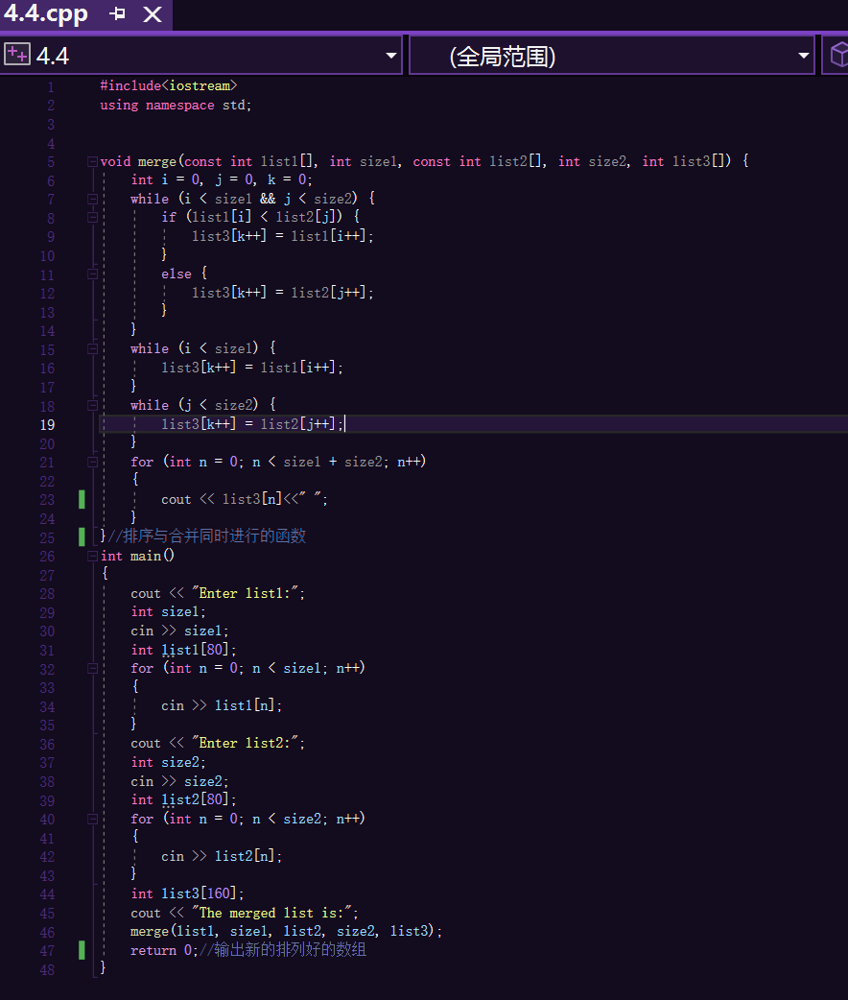 4.4.cpp
4.4
(全局范围)
1 #include<iostream>
2 using namespace std;
3
4
5 void merge(const int list1[], int size1, const int list2[], int size2, int list3[]) {
6 int i = 0, j = 0, k = 0;
7 while (i < size1 && j < size2) {
8 if (list1[i] < list2[j]) {
9 list3[k++] = list1[i++];
10 }
11 else {
12 list3[k++] = list2[j++];
13 }
14 }
15 while (i < size1) {
16 list3[k++] = list1[i++];
17 }
18 while (j < size2) {
19 list3[k++] = list2[j++];
20 }
21 for (int n = 0; n < size1 + size2; n++)
22 {
23 cout << list3[n]<<" ";
24 }
25 }//排序与合并同时进行的函数
26 int main()
27 {
28 cout << "Enter list1:";
29 int size1;
30 cin >> size1;
31 int list1[80];
32 for (int n = 0; n < size1; n++)
33 {
34 cin >> list1[n];
35 }
36 cout << "Enter list2:";
37 int size2;
38 cin >> size2;
39 int list2[80];
40 for (int n = 0; n < size2; n++)
41 {
42 cin >> list2[n];
43 }
44 int list3[160];
45 cout << "The merged list is:";
46 merge(list1, size1, list2, size2, list3);
47 return 0;//输出新的排列好的数组
48 }